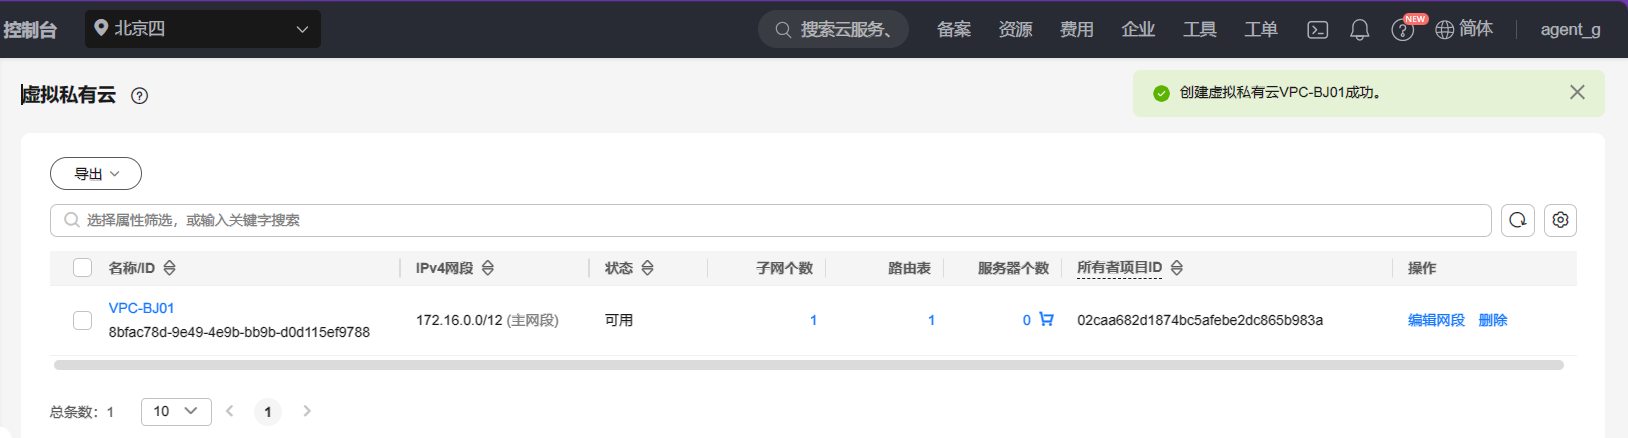 控制台 北京四 搜索云服务、 备案 资源 费用 企业 工具 工单 NEW 简体 agent_g
虚拟私有云
创建虚拟私有云VPC-BJ01成功。
导出
选择属性筛选，或输入关键字搜索
名称/ID IPv4网段 状态 子网个数 路由表 服务器个数 所有者项目ID 操作
VPC-BJ01
8bfac78d-9e49-4e9b-bb9b-d0d115ef9788
172.16.0.0/12 (主网段) 可用 1 1 0 02caa682d1874bc5afebe2dc865b983a 编辑网段 删除
总条数：1 10 1